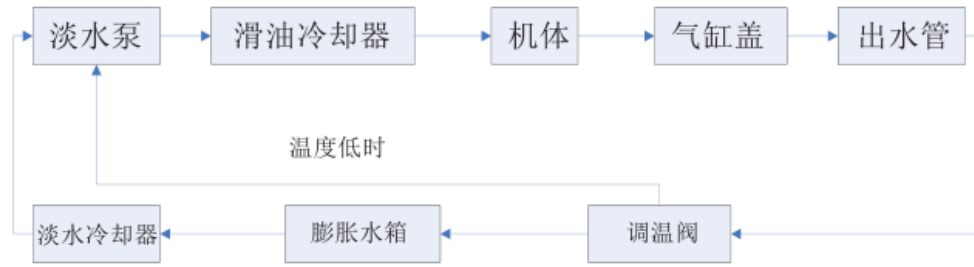 淡水泵
滑油冷却器
机体
气缸盖
出水管
温度低时
淡水冷却器
膨胀水箱
调温阀